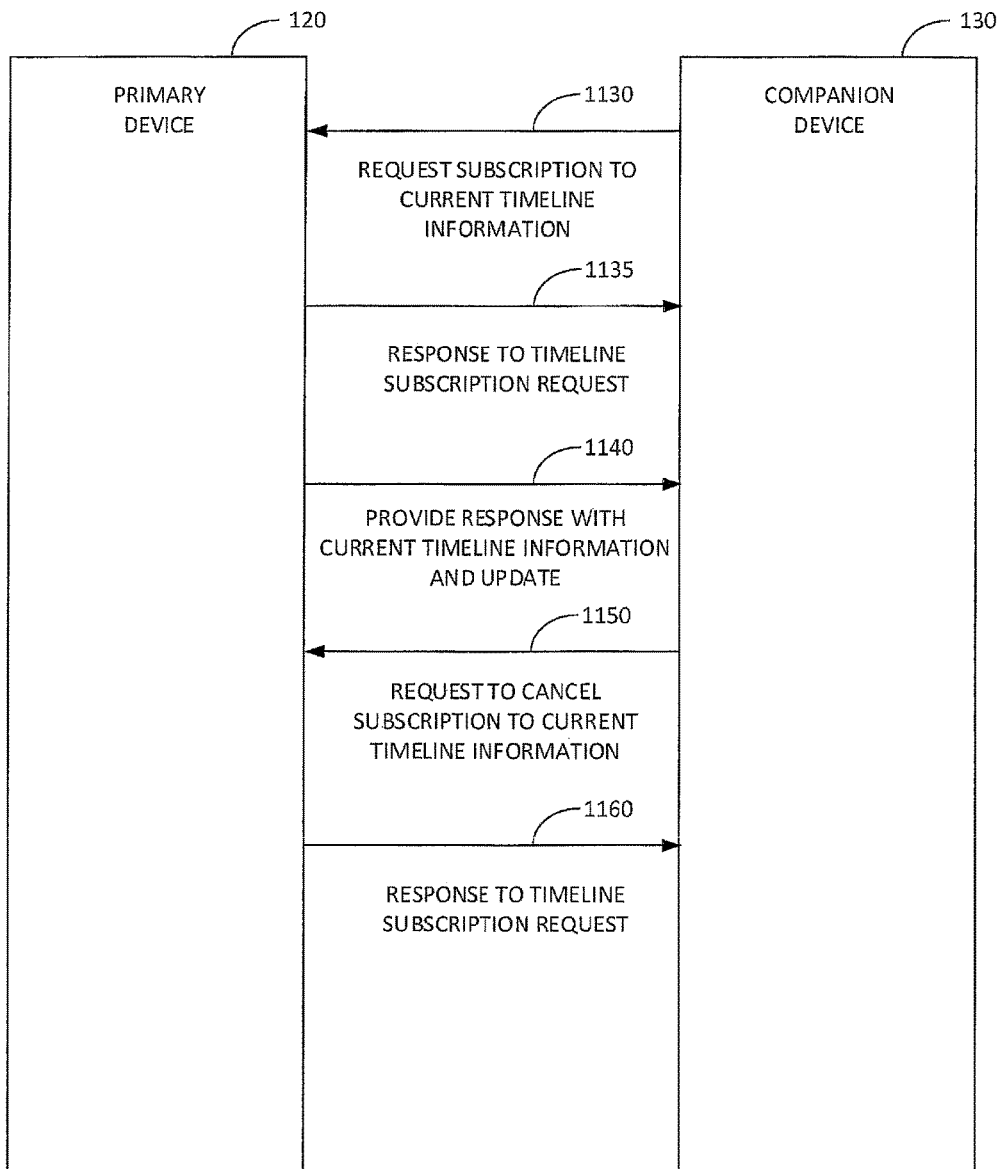 120
130
PRIMARY
DEVICE
COMPANION
DEVICE
1130
REQUEST SUBSCRIPTION TO
CURRENT TIMELINE
INFORMATION
1135
RESPONSE TO TIMELINE
SUBSCRIPTION REQUEST
1140
PROVIDE RESPONSE WITH
CURRENT TIMELINE INFORMATION
AND UPDATE
1150
REQUEST TO CANCEL
SUBSCRIPTION TO CURRENT
TIMELINE INFORMATION
1160
RESPONSE TO TIMELINE
SUBSCRIPTION REQUEST